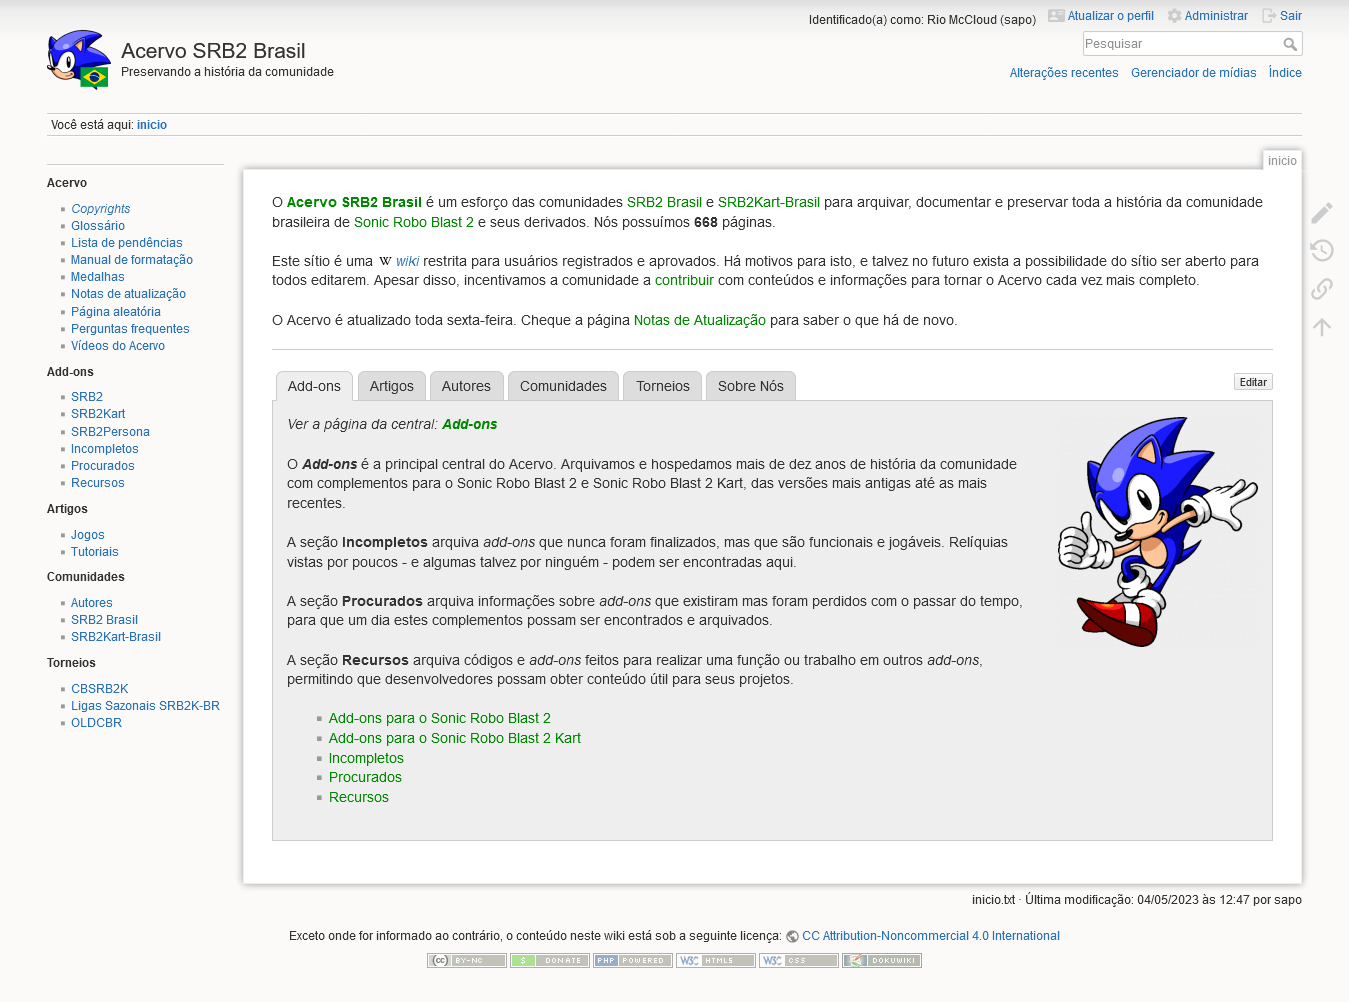 Identificado(a) como: Rio McCloud (sapo) Atualizar o perfil Administrar Sair
Acervo SRB2 Brasil
Preservando a história da comunidade
Pesquisar
Alterações recentes Gerenciador de mídias Índice
Você está aqui: inicio
inicio
Acervo
Copyrights
Glossário
Lista de pendências
Manual de formatação
Medalhas
Notas de atualização
Página aleatória
Perguntas frequentes
Vídeos do Acervo
Add-ons
SRB2
SRB2Kart
SRB2Persona
Incompletos
Procurados
Recursos
Artigos
Jogos
Tutoriais
Comunidades
Autores
SRB2 Brasil
SRB2Kart-Brasil
Torneios
CBSRB2K
Ligas Sazonais SRB2K-BR
OLDCBR
O Acervo SRB2 Brasil é um esforço das comunidades SRB2 Brasil e SRB2Kart-Brasil para arquivar, documentar e preservar toda a história da comunidade
brasileira de Sonic Robo Blast 2 e seus derivados. Nós possuímos 668 páginas.
Este sítio é uma W wiki restrita para usuários registrados e aprovados. Há motivos para isto, e talvez no futuro exista a possibilidade do sítio ser aberto para
todos editarem. Apesar disso, incentivamos a comunidade a contribuir com conteúdos e informações para tornar o Acervo cada vez mais completo.
O Acervo é atualizado toda sexta-feira. Cheque a página Notas de Atualização para saber o que há de novo.
Add-ons Artigos Autores Comunidades Torneios Sobre Nós
Editar
Ver a página da central: Add-ons
O Add-ons é a principal central do Acervo. Arquivamos e hospedamos mais de dez anos de história da comunidade
com complementos para o Sonic Robo Blast 2 e Sonic Robo Blast 2 Kart, das versões mais antigas até as mais
recentes.
A seção Incompletos arquiva add-ons que nunca foram finalizados, mas que são funcionais e jogáveis. Relíquias
vistas por poucos - e algumas talvez por ninguém - podem ser encontradas aqui.
A seção Procurados arquiva informações sobre add-ons que existiram mas foram perdidos com o passar do tempo,
para que um dia estes complementos possam ser encontrados e arquivados.
A seção Recursos arquiva códigos e add-ons feitos para realizar uma função ou trabalho em outros add-ons,
permitindo que desenvolvedores possam obter conteúdo útil para seus projetos.
Add-ons para o Sonic Robo Blast 2
Add-ons para o Sonic Robo Blast 2 Kart
Incompletos
Procurados
Recursos
inicio.txt · Última modificação: 04/05/2023 às 12:47 por sapo
Exceto onde for informado ao contrário, o conteúdo neste wiki está sob a seguinte licença: CC Attribution-Noncommercial 4.0 International
cc BY-NC $ DONATE PHP POWERED W3C HTML5 W3C CSS DOKUWIKI